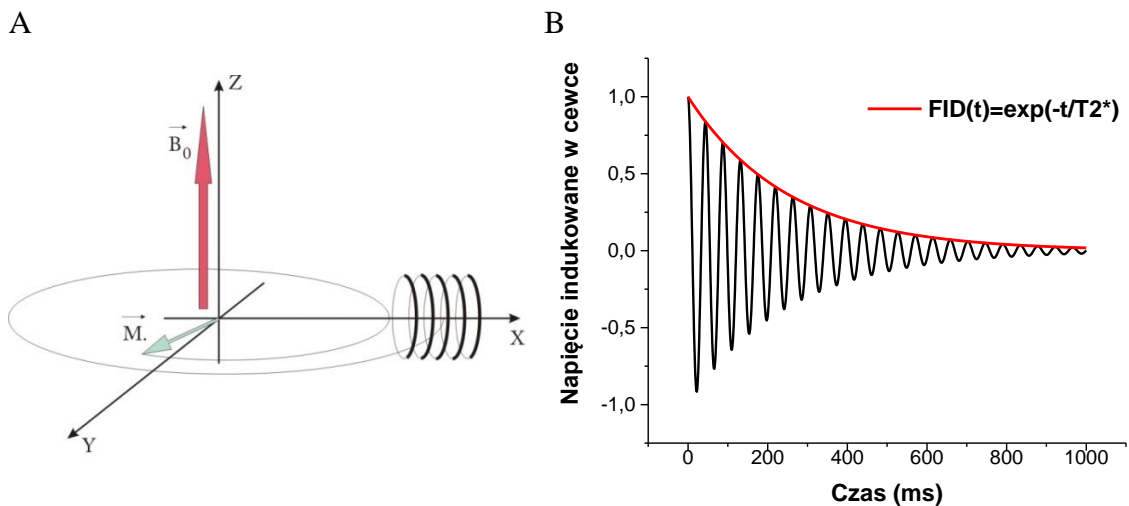 A
Z
B₀
M.
X
Y
B
Napięcie indukowane w cewce
1,0
0,5
0,0
-0,5
-1,0
FID(t)=exp(-t/T2*)
0
200
400
600
800
1000
Czas (ms)